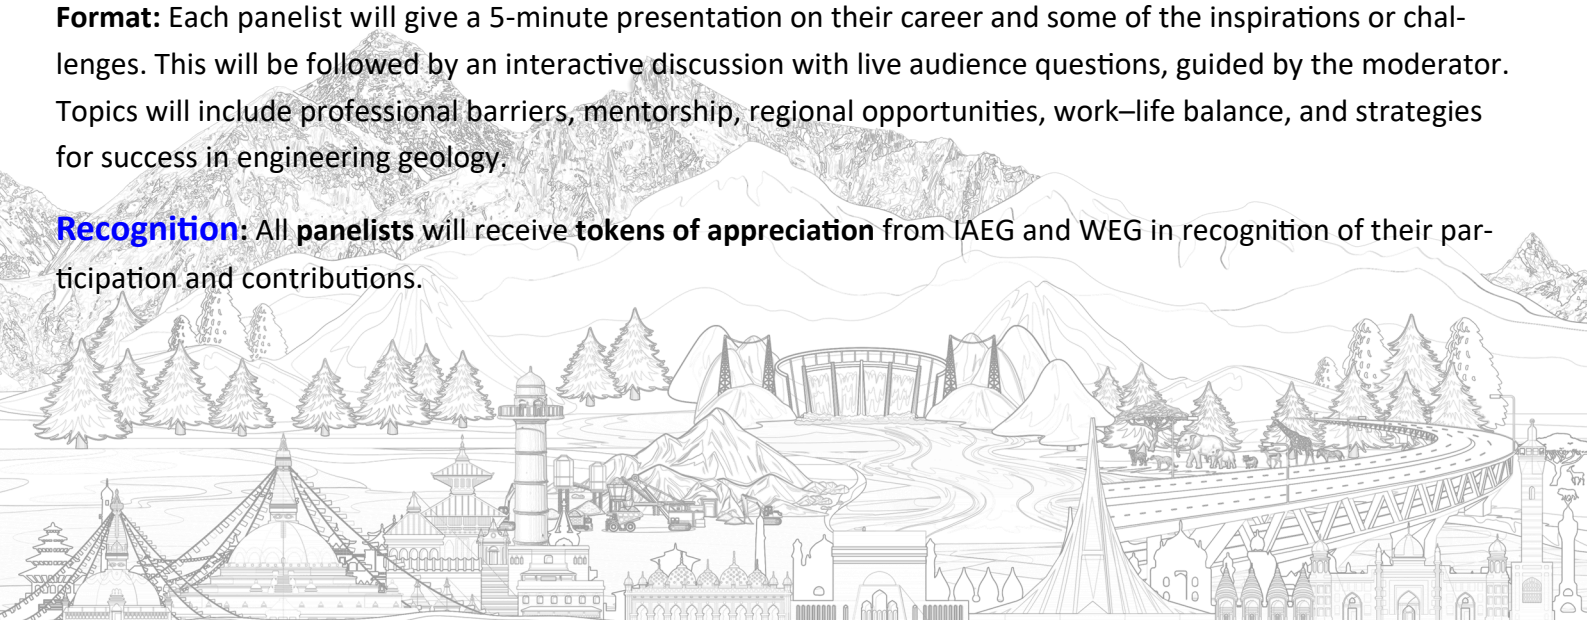 Format: Each panelist will give a 5-minute presentation on their career and some of the inspirations or chal-
lenges. This will be followed by an interactive discussion with live audience questions, guided by the moderator.
Topics will include professional barriers, mentorship, regional opportunities, work–life balance, and strategies
for success in engineering geology.
Recognition: All panelists will receive tokens of appreciation from IAEG and WEG in recognition of their par-
ticipation and contributions.